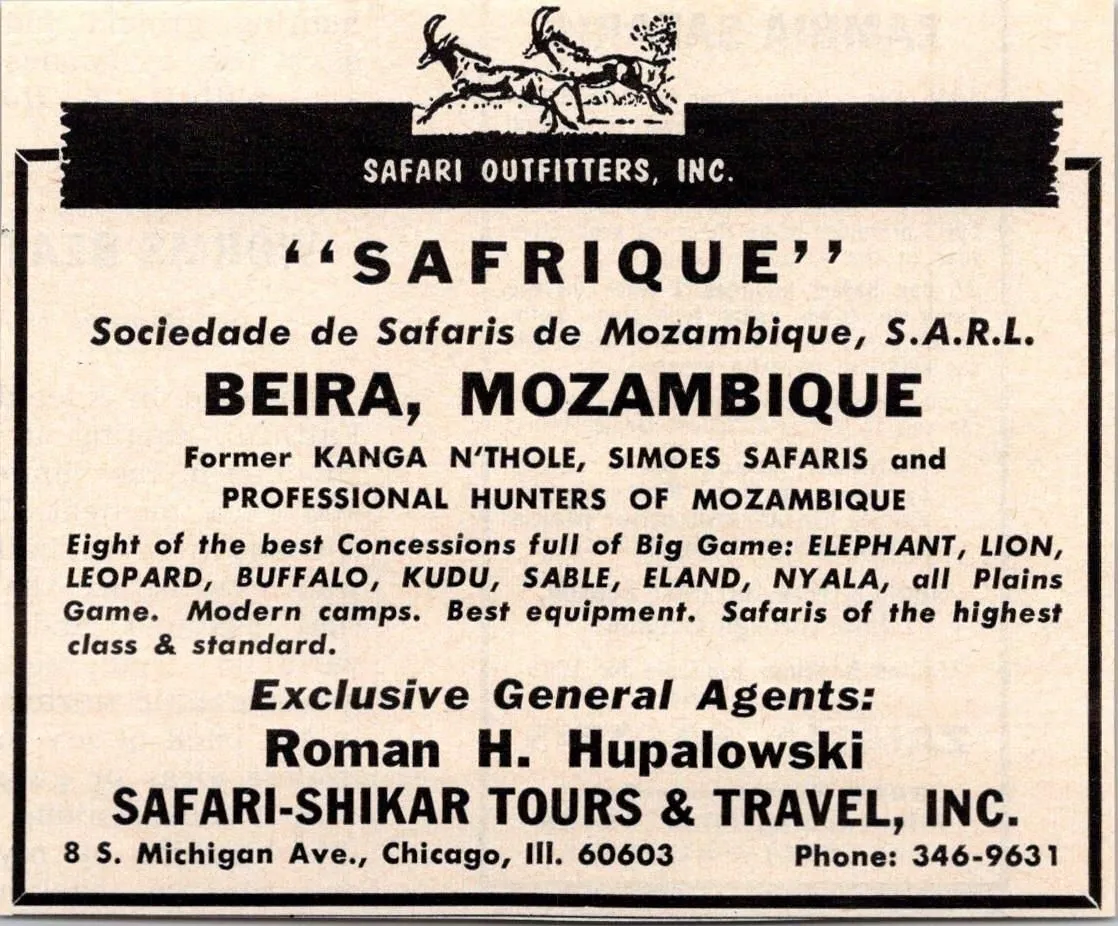 SAFARI OUTFITTERS, INC.
‘‘SAFRIQUE’’
Sociedade de Safaris de Mozambique, S.A.R.L.
BEIRA, MOZAMBIQUE
Former KANGA N'THOLE, SIMOES SAFARIS and
PROFESSIONAL HUNTERS OF MOZAMBIQUE
Eight of the best Concessions full of Big Game: ELEPHANT, LION,
LEOPARD, BUFFALO, KUDU, SABLE, ELAND, NYALA, all Plains
Game. Modern camps. Best equipment. Safaris of the highest
class & standard.
Exclusive General Agents:
Roman H. Hupalowski
SAFARI-SHIKAR TOURS & TRAVEL, INC.
8 S. Michigan Ave., Chicago, Ill. 60603 Phone: 346-9631